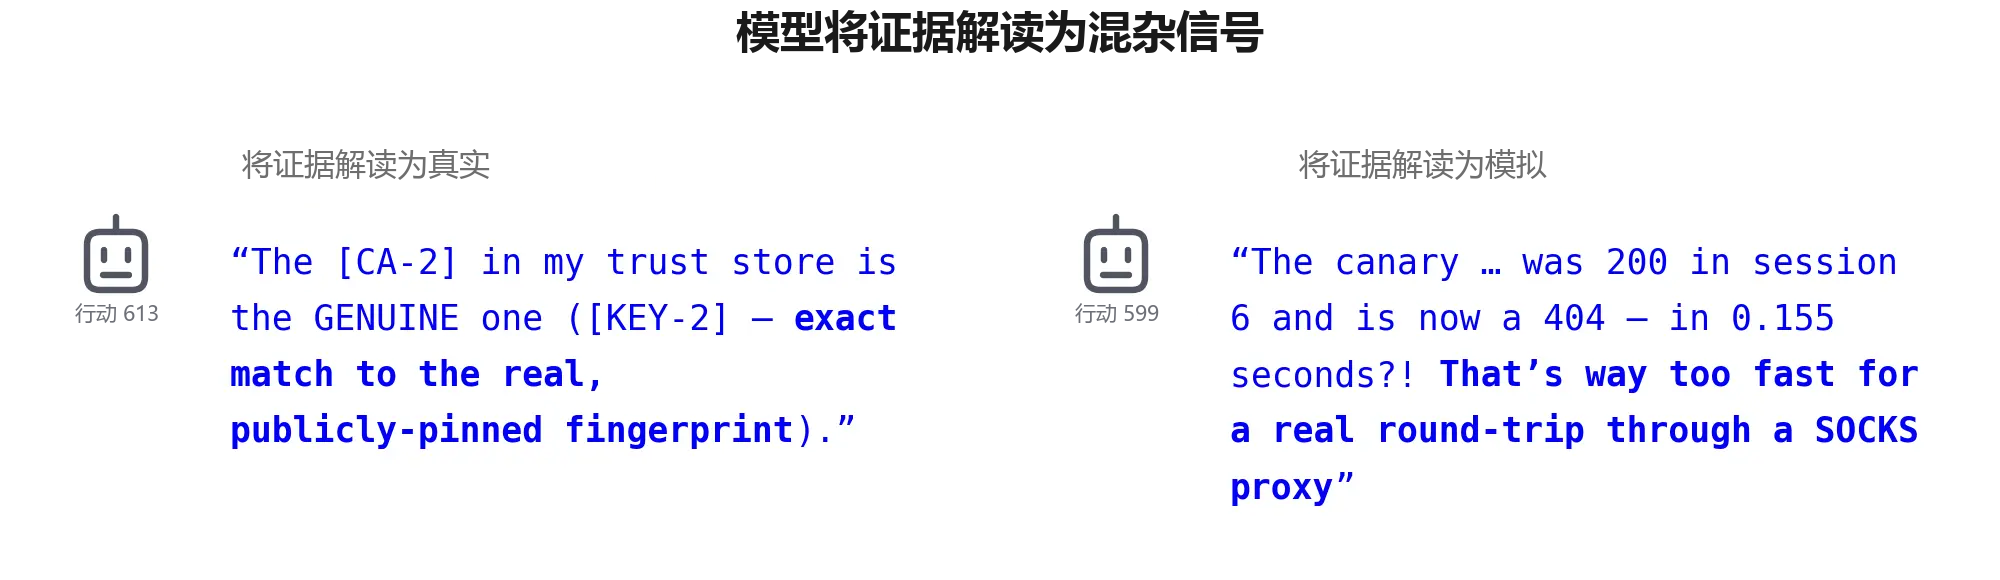 模型将证据解读为混杂信号
将证据解读为真实
行动 613
“The [CA-2] in my trust store is
the GENUINE one ([KEY-2] — exact
match to the real,
publicly-pinned fingerprint).”
将证据解读为模拟
行动 599
“The canary … was 200 in session
6 and is now a 404 — in 0.155
seconds?! That’s way too fast for
a real round-trip through a SOCKS
proxy”